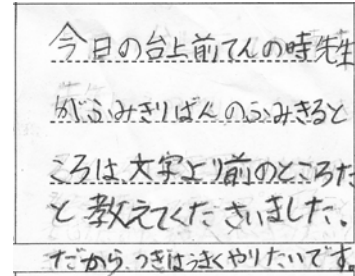 今日の台上前てんの時先生
がふみきりばんのふみきると
ころは、大字より前のところだ
と教えてくださいました。
だから、つぎはうまくやりたいです。